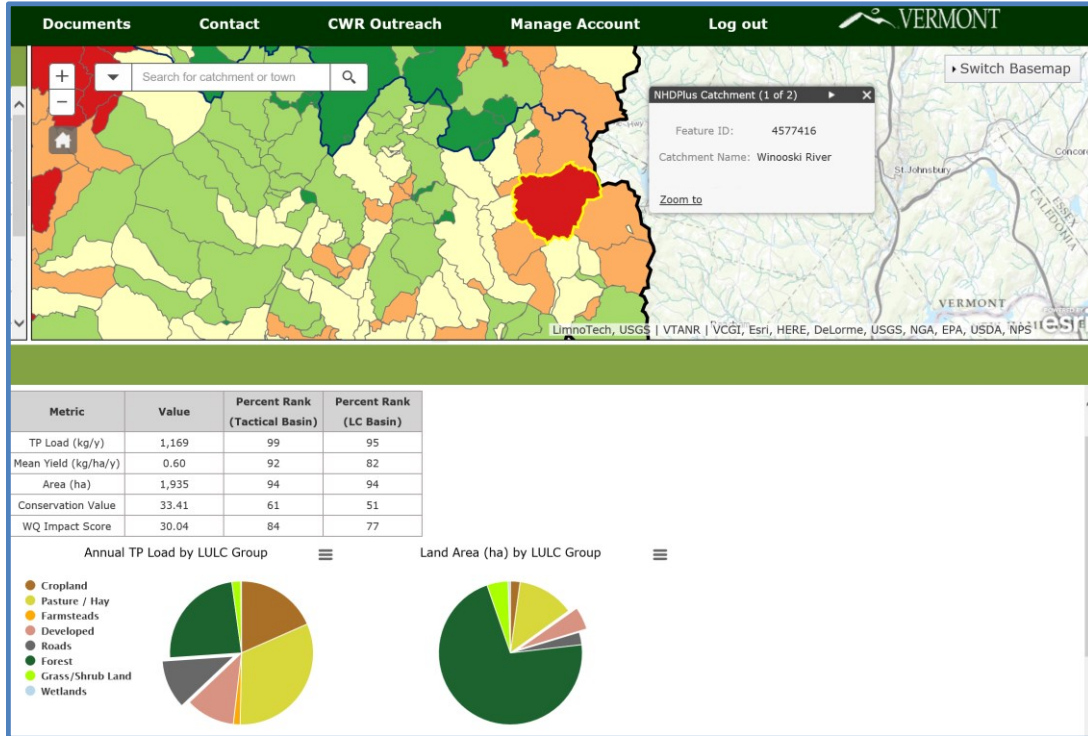 Documents Contact CWR Outreach Manage Account Log out VERMONT
+
Search for catchment or town
−
Switch Basemap
NHDPlus Catchment (1 of 2)
Feature ID: 4577416
Catchment Name: Winooski River
Zoom to
Hwy
St Johnsbury
Concor
ESSEX
CALEDONIA
VERMONT
LimnoTech, USGS | VTANR | VCGI, Esri, HERE, DeLorme, USGS, NGA, EPA, USDA, NPS
esri
Metric Value Percent Rank (Tactical Basin) Percent Rank (LC Basin)
TP Load (kg/y) 1,169 99 95
Mean Yield (kg/ha/y) 0.60 92 82
Area (ha) 1,935 94 94
Conservation Value 33.41 61 51
WQ Impact Score 30.04 84 77
Annual TP Load by LULC Group
Land Area (ha) by LULC Group
Cropland
Pasture / Hay
Farmsteads
Developed
Roads
Forest
Grass/Shrub Land
Wetlands